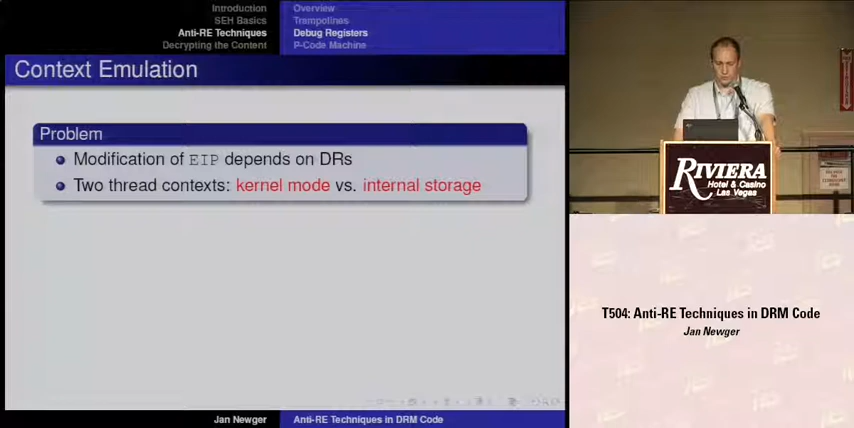 Introduction
SEH Basics
Anti-RE Techniques
Decrypting the Content
Overview
Trampolines
Debug Registers
P-Code Machine
Context Emulation
Problem
Modification of EIP depends on DRs
Two thread contexts: kernel mode vs. internal storage
Jan Newger
Anti-RE Techniques in DRM Code
RIVIERA
Hotel & Casino
Las Vegas
T504: Anti-RE Techniques in DRM Code
Jan Newger